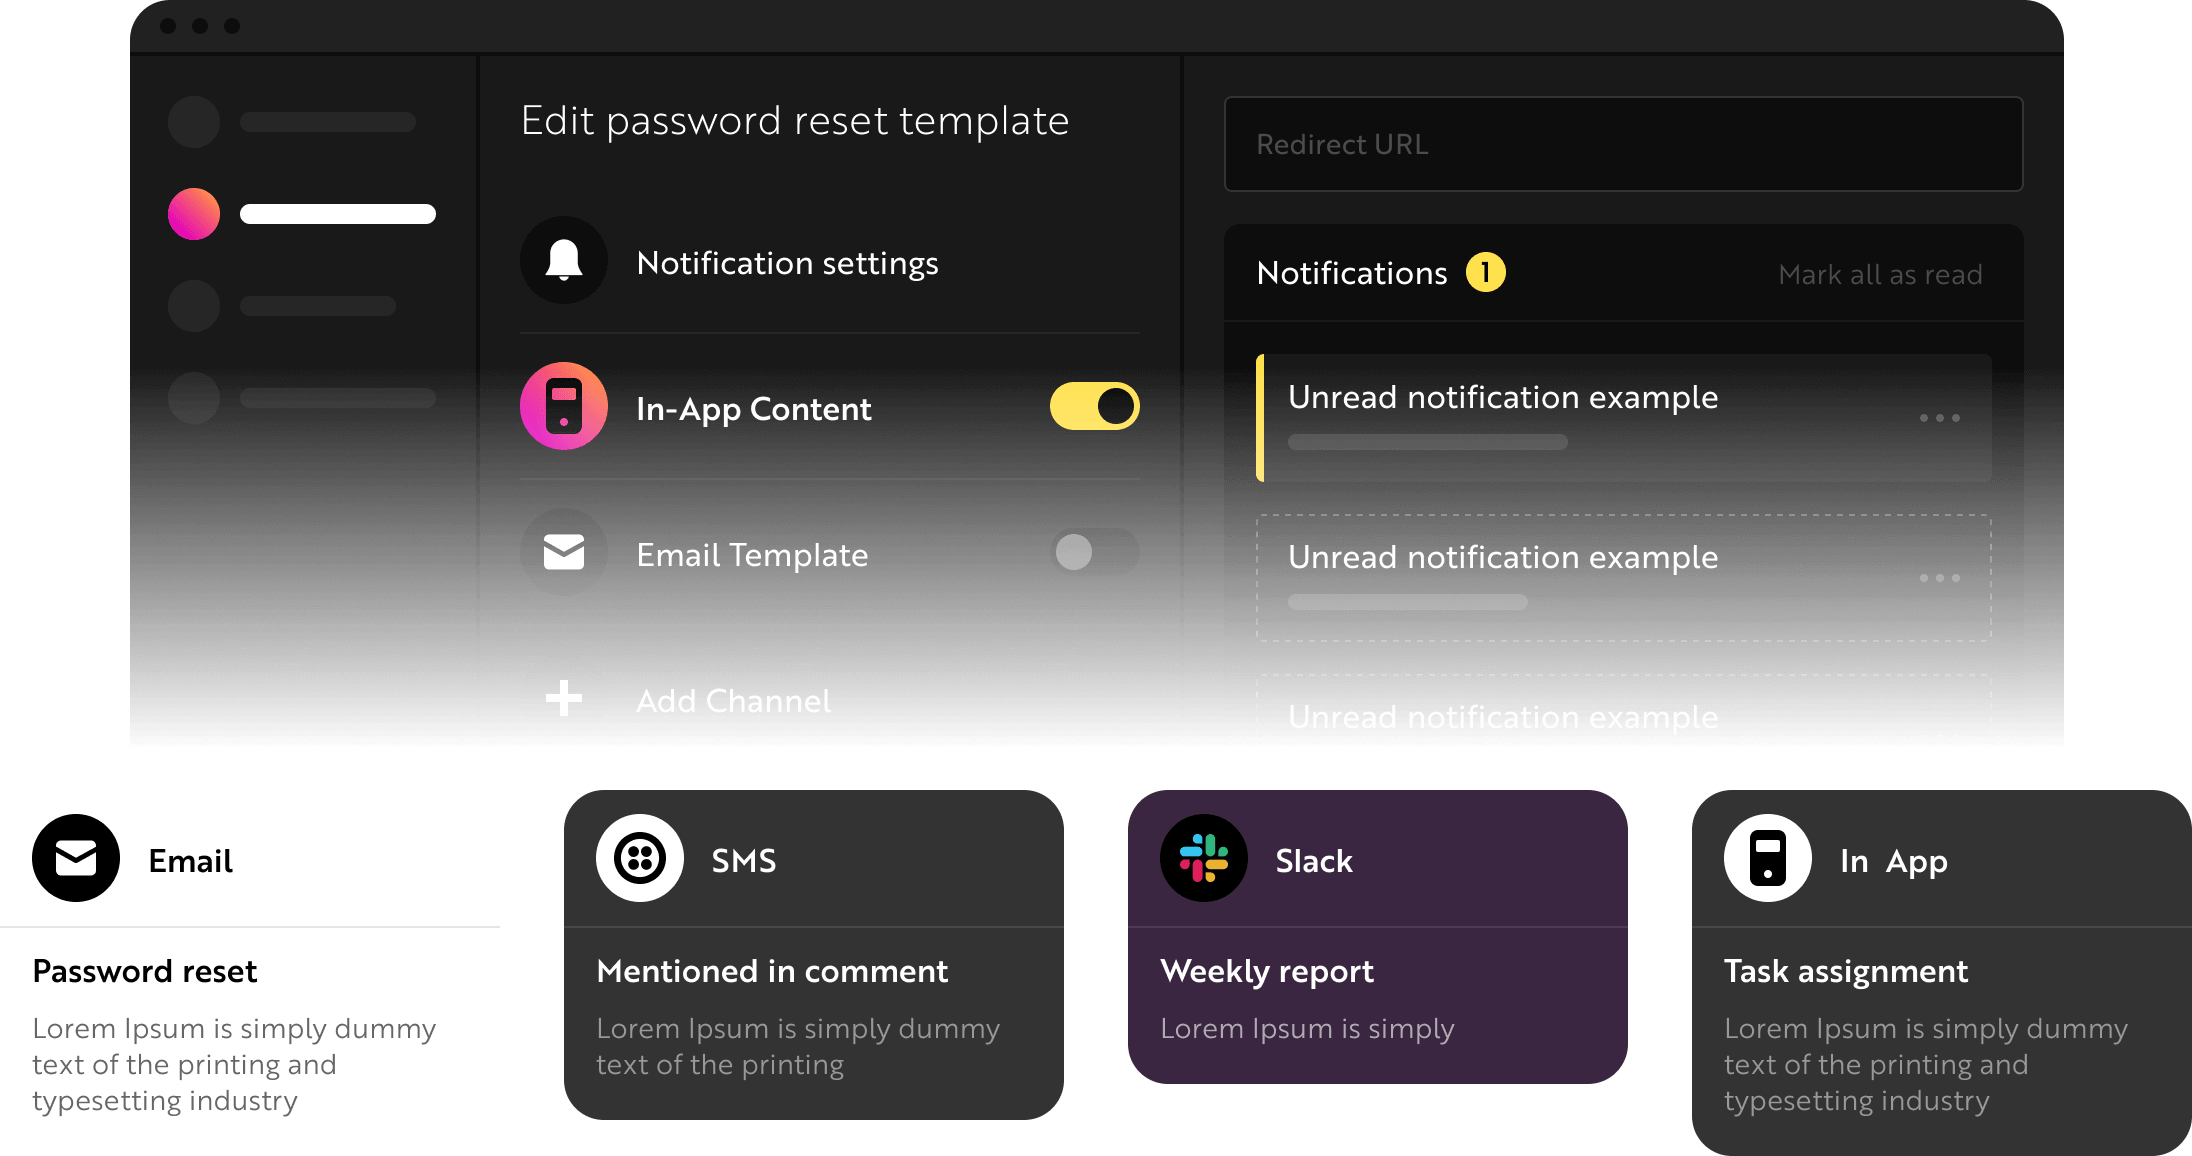 Edit password reset template
Notification settings
In-App Content
Email Template
Add Channel
Redirect URL
Notifications 1
Mark all as read
Unread notification example
Unread notification example
Unread notification example
Email
Password reset
Lorem Ipsum is simply dummy
text of the printing and
typesetting industry
SMS
Mentioned in comment
Lorem Ipsum is simply dummy
text of the printing
Slack
Weekly report
Lorem Ipsum is simply
In App
Task assignment
Lorem Ipsum is simply dummy
text of the printing and
typesetting industry